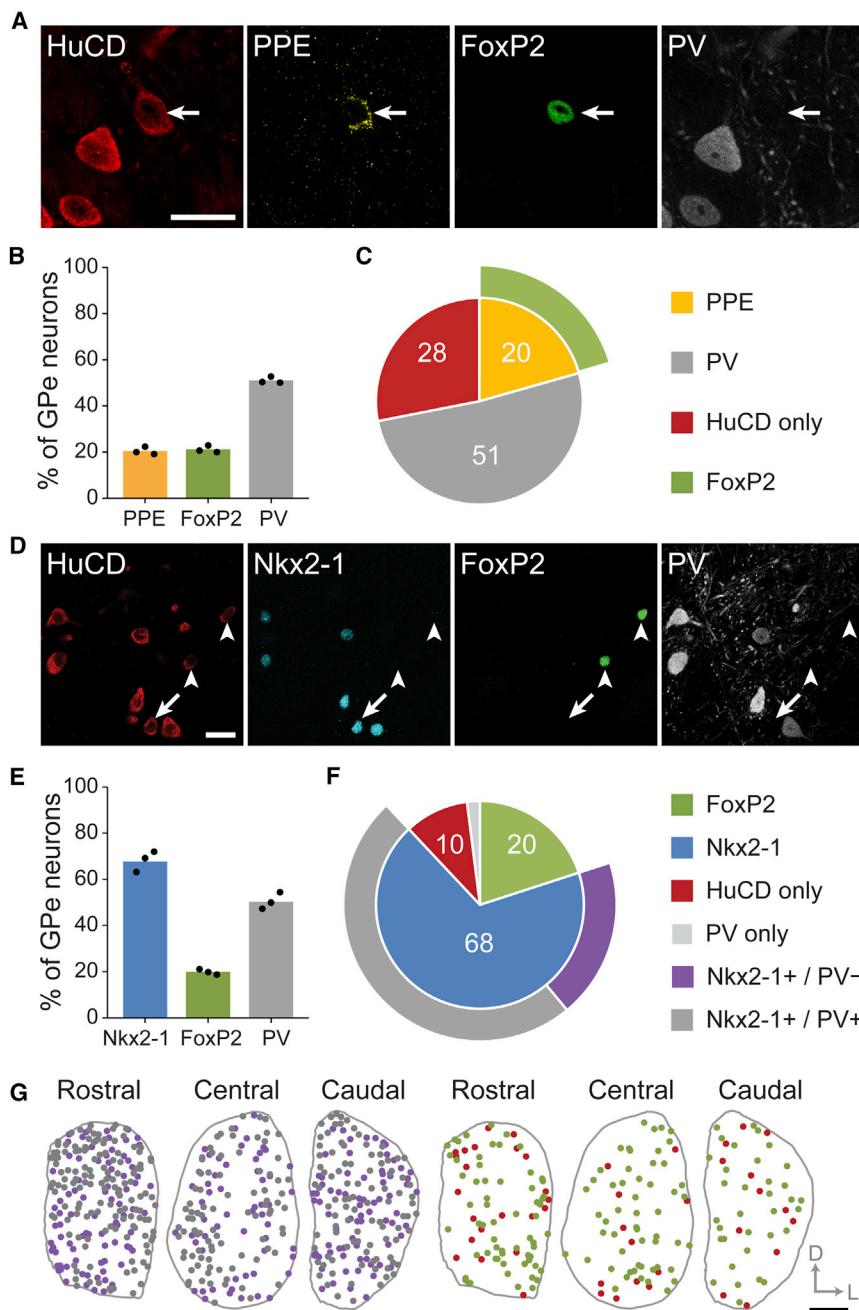 A
HuCD
PPE
FoxP2
PV
B
% of GPe neurons
100
80
60
40
20
0
PPE
FoxP2
PV
C
28
20
51
PPE
PV
HuCD only
FoxP2
D
HuCD
Nkx2-1
FoxP2
PV
E
% of GPe neurons
100
80
60
40
20
0
Nkx2-1
FoxP2
PV
F
10
20
68
FoxP2
Nkx2-1
HuCD only
PV only
Nkx2-1+ / PV−
Nkx2-1+ / PV+
G
Rostral
Central
Caudal
Rostral
Central
Caudal
D
L